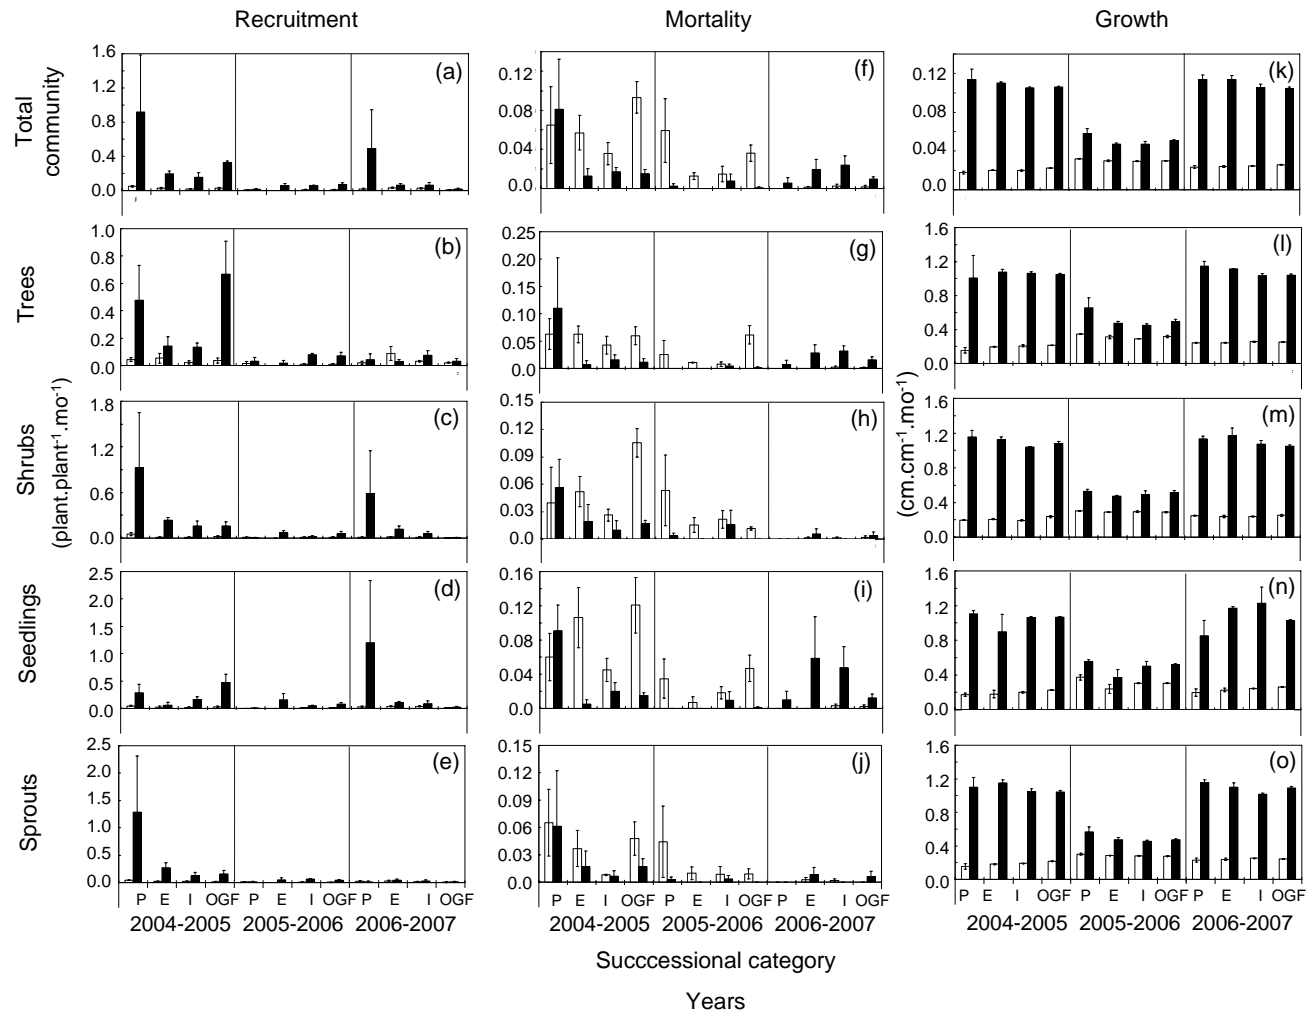 Recruitment Mortality Growth
Total community
1.6
1.2
0.8
0.4
0.0
(a)
0.12
0.08
0.04
0.0
(f)
0.12
0.08
0.04
0.0
(k)
Trees
1.0
0.8
0.6
0.4
0.2
0.0
(b)
0.25
0.20
0.15
0.10
0.05
0.00
(g)
1.6
1.2
0.8
0.4
0.0
(l)
Shrubs
(plant.plant⁻¹.mo⁻¹)
1.8
1.2
0.6
0.0
(c)
0.15
0.12
0.09
0.06
0.03
0.00
(h)
(cm.cm⁻¹.mo⁻¹)
1.6
1.2
0.8
0.4
0.0
(m)
Seedlings
2.5
2.0
1.5
1.0
0.5
0.0
(d)
0.16
0.12
0.08
0.04
0.0
(i)
1.6
1.2
0.8
0.4
0.0
(n)
Sprouts
2.5
2.0
1.5
1.0
0.5
0.0
(e)
0.15
0.12
0.09
0.06
0.03
0.00
(j)
1.6
1.2
0.8
0.4
0.0
(o)
P E I OGF P E I OGF P E I OGF
2004-2005 2005-2006 2006-2007
P E I OGF P E I OGF P E I OGF
2004-2005 2005-2006 2006-2007
P E I OGF P E I OGF P E I OGF
2004-2005 2005-2006 2006-2007
Succcessional category
Years